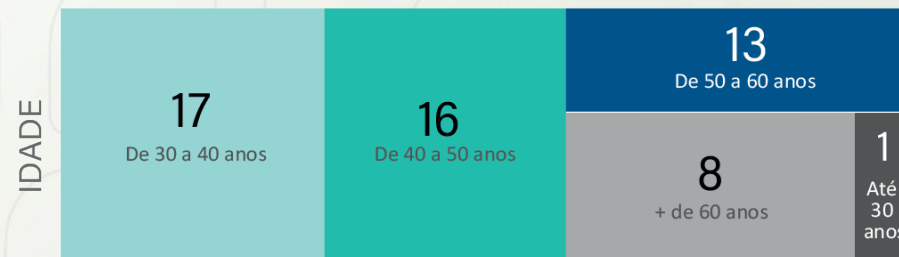 IDADE
17
De 30 a 40 anos
16
De 40 a 50 anos
13
De 50 a 60 anos
8
+ de 60 anos
1
Até
30
anos